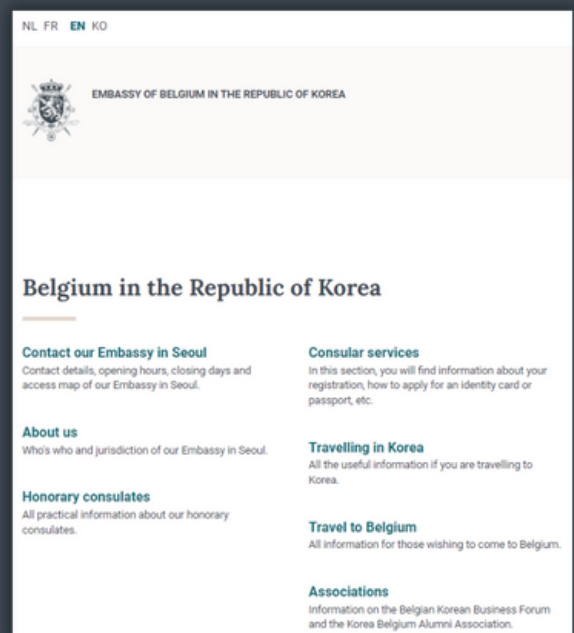 NL FR EN KO
EMBASSY OF BELGIUM IN THE REPUBLIC OF KOREA
Belgium in the Republic of Korea
Contact our Embassy in Seoul
Contact details, opening hours, closing days and
access map of our Embassy in Seoul.
About us
Who's who and jurisdiction of our Embassy in Seoul.
Honorary consulates
All practical information about our honorary
consulates.
Consular services
In this section, you will find information about your
registration, how to apply for an identity card or
passport, etc.
Travelling in Korea
All the useful information if you are travelling to
Korea.
Travel to Belgium
All information for those wishing to come to Belgium.
Associations
Information on the Belgian Korean Business Forum
and the Korea Belgium Alumni Association.